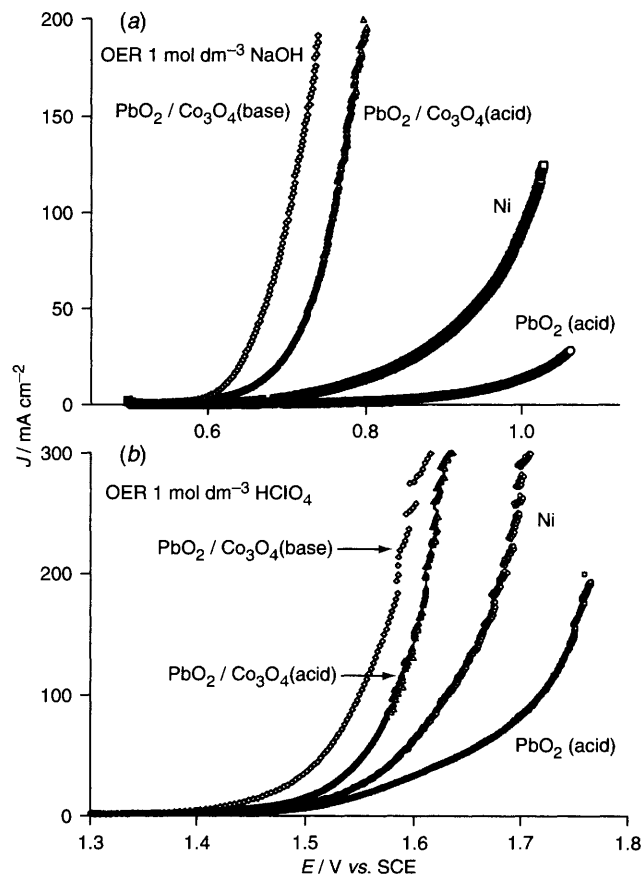 (a)
OER 1 mol dm⁻³ NaOH
PbO₂ / Co₃O₄(base)
PbO₂ / Co₃O₄(acid)
Ni
PbO₂ (acid)
200
150
100
50
0
0.6
0.8
1.0
J / mA cm⁻²
(b)
OER 1 mol dm⁻³ HClO₄
PbO₂ / Co₃O₄(base)
PbO₂ / Co₃O₄(acid)
Ni
PbO₂ (acid)
300
200
100
0
1.3
1.4
1.5
1.6
1.7
1.8
E / V vs. SCE